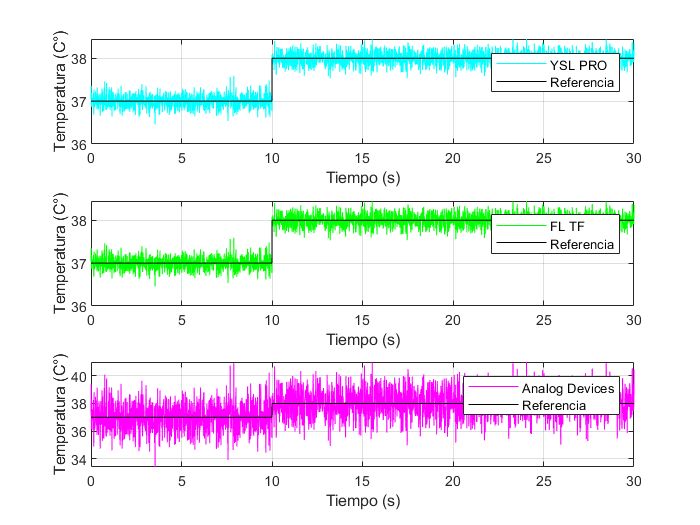 38
37
36
Temperatura (C°)
0 5 10 15 20 25 30
Tiempo (s)
YSL PRO
Referencia
38
37
36
Temperatura (C°)
0 5 10 15 20 25 30
Tiempo (s)
FL TF
Referencia
40
38
36
34
Temperatura (C°)
0 5 10 15 20 25 30
Tiempo (s)
Analog Devices
Referencia